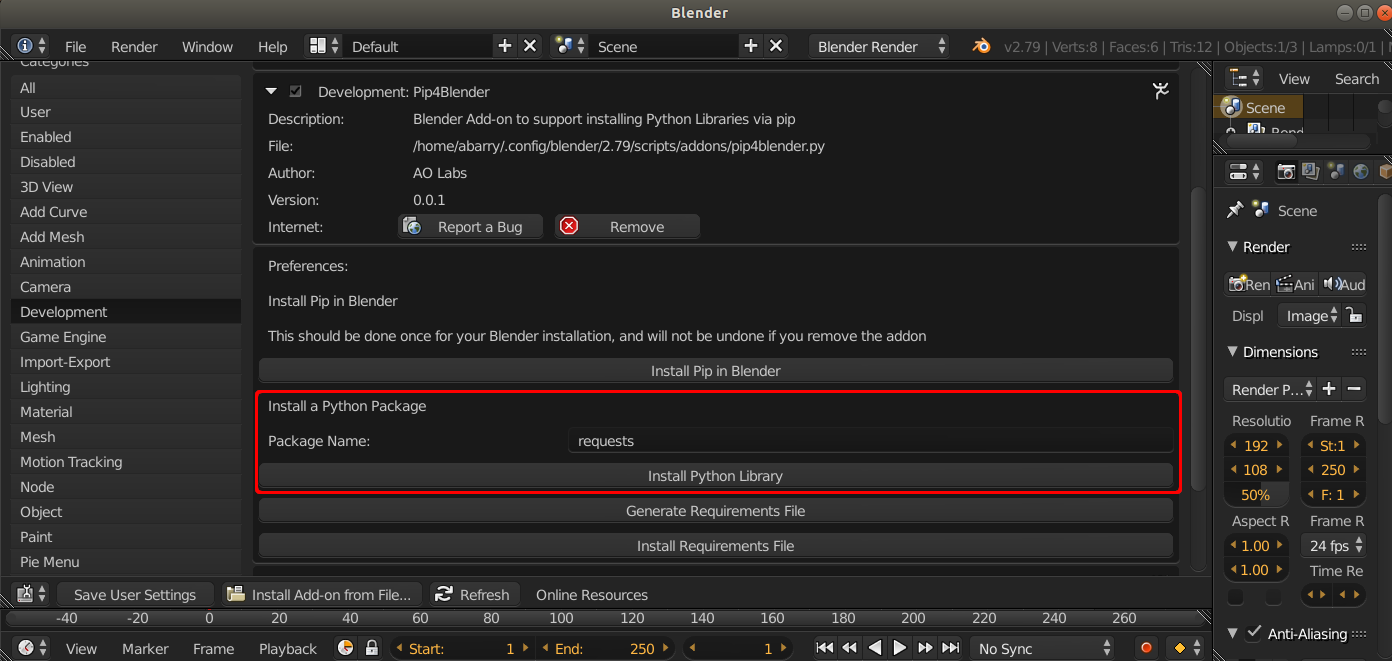 Blender
File Render Window Help Default Scene Blender Render v2.79 | Verts:8 | Faces:6 | Tris:12 | Objects:1/3 | Lamps:0/1 |
Categories
All
User
Enabled
Disabled
3D View
Add Curve
Add Mesh
Animation
Camera
Development
Game Engine
Import-Export
Lighting
Material
Mesh
Motion Tracking
Node
Object
Paint
Pie Menu
Development: Pip4Blender
Description: Blender Add-on to support installing Python Libraries via pip
File: /home/abarry/.config/blender/2.79/scripts/addons/pip4blender.py
Author: AO Labs
Version: 0.0.1
Internet: Report a Bug Remove
Preferences:
Install Pip in Blender
This should be done once for your Blender installation, and will not be undone if you remove the addon
Install Pip in Blender
Install a Python Package
Package Name: requests
Install Python Library
Generate Requirements File
Install Requirements File
Save User Settings Install Add-on from File... Refresh Online Resources
View Search
Scene
Rend
Scene
Render
Ren Ani Aud
Displ Image
Dimensions
Render P...
Resolutio Frame R
192 St:1
108 250
50% F: 1
Aspect R Frame R
1.00 24 fps
1.00 Time Re
Anti-Aliasing
-40 -20 0 20 40 60 80 100 120 140 160 180 200 220 240 260
View Marker Frame Playback Start: 1 End: 250 1 No Sync